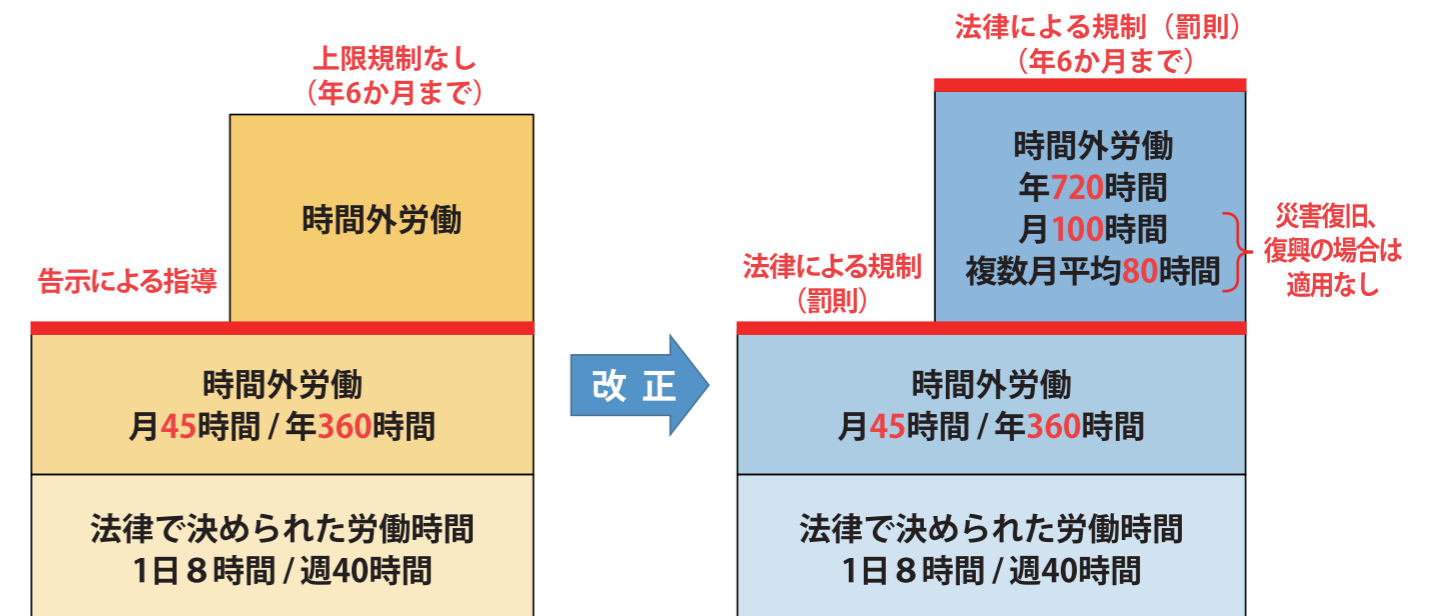 上限規制なし
（年6か月まで）
時間外労働
告示による指導
時間外労働
月45時間 / 年360時間
法律で決められた労働時間
1日８時間 / 週40時間
改 正
法律による規制（罰則）
（年6か月まで）
時間外労働
年720時間
月100時間
複数月平均80時間
災害復旧、
復興の場合は
適用なし
法律による規制
（罰則）
時間外労働
月45時間 / 年360時間
法律で決められた労働時間
1日８時間 / 週40時間